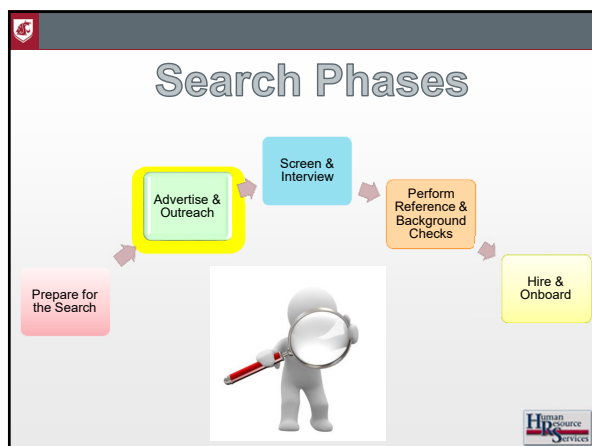 Search Phases
Prepare for
the Search
Advertise &
Outreach
Screen &
Interview
Perform
Reference &
Background
Checks
Hire &
Onboard
Human
Resource
Services